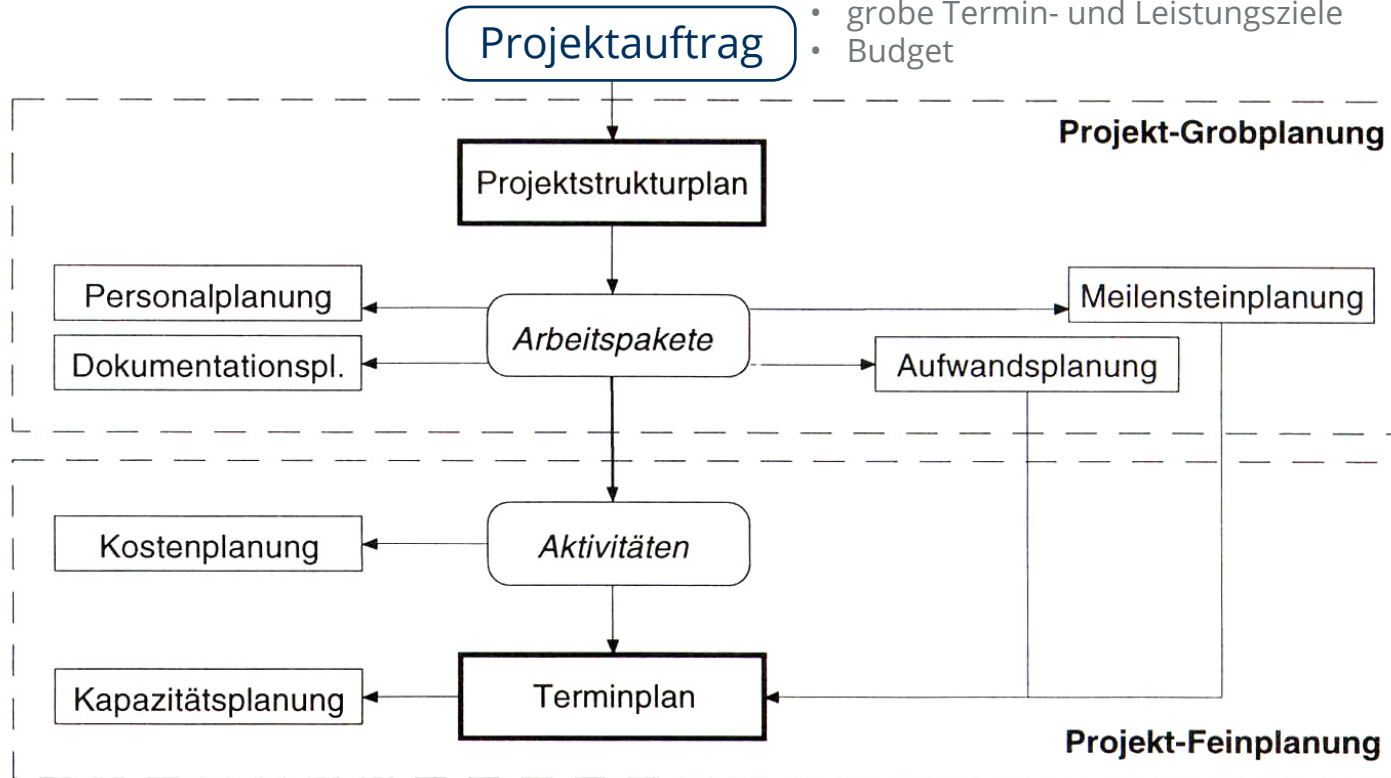 • grobe Termin- und Leistungsziele
Projektauftrag
• Budget
Projekt-Grobplanung
Projektstrukturplan
Personalplanung
Meilensteinplanung
Arbeitspakete
Dokumentationspl.
Aufwandsplanung
Kostenplanung
Aktivitäten
Kapazitätsplanung
Terminplan
Projekt-Feinplanung